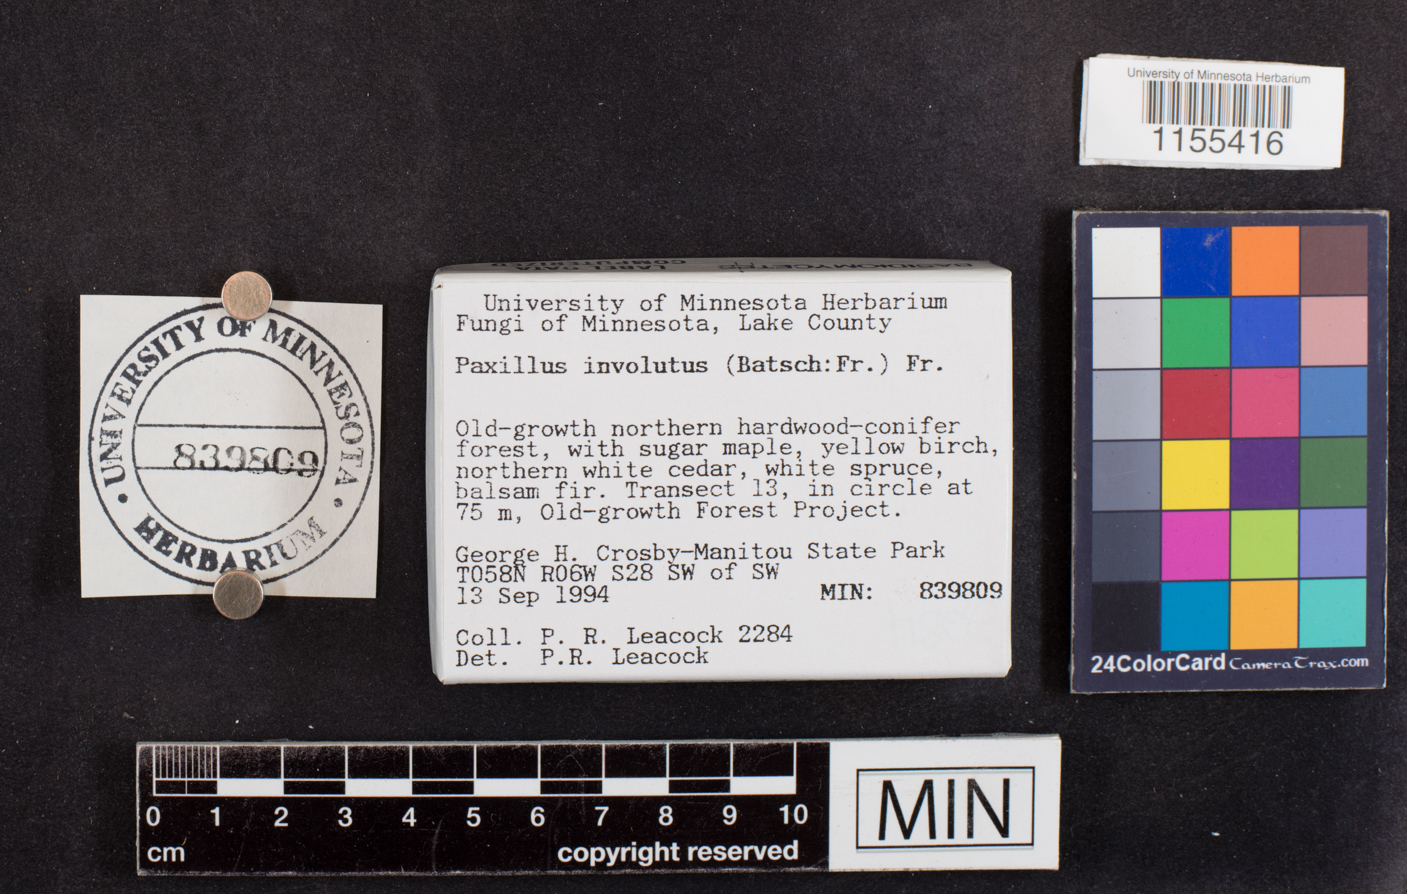 University of Minnesota Herbarium
1155416
UNIVERSITY OF MINNESOTA
839809
HERBARIUM
LABEL DATA
COMPUTERIZED
BASIDIOMYCETES
University of Minnesota Herbarium
Fungi of Minnesota, Lake County
Paxillus involutus (Batsch:Fr.) Fr.
Old-growth northern hardwood-conifer
forest, with sugar maple, yellow birch,
northern white cedar, white spruce,
balsam fir. Transect 13, in circle at
75 m, Old-growth Forest Project.
George H. Crosby-Manitou State Park
T058N R06W S28 SW of SW
13 Sep 1994 MIN: 839809
Coll. P. R. Leacock 2284
Det. P.R. Leacock
24ColorCard CameraTrax.com
0 1 2 3 4 5 6 7 8 9 10
cm copyright reserved
MIN